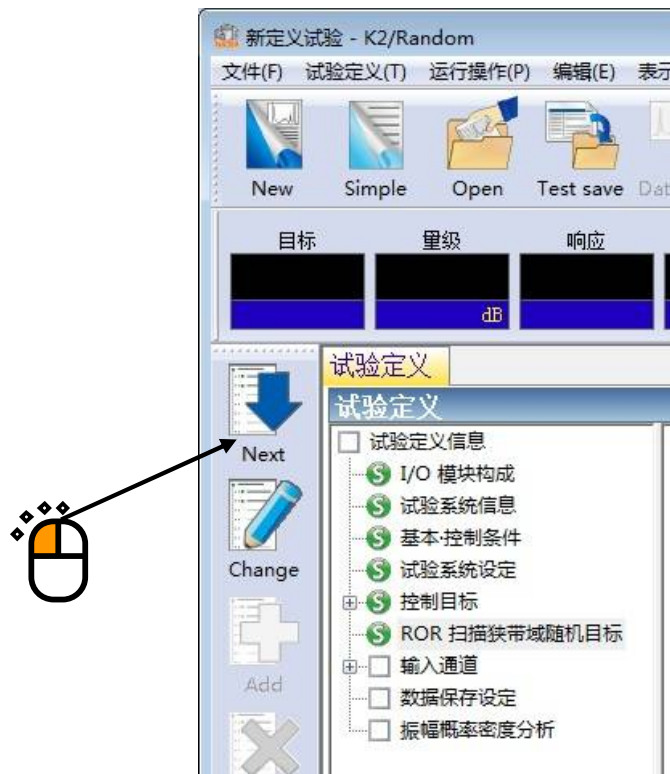 新定义试验 - K2/Random
文件(F) 试验定义(T) 运行操作(P) 编辑(E) 表示
New Simple Open Test save Dat
目标 量级 响应
dB
试验定义
试验定义
试验定义信息
Next
I/O 模块构成
试验系统信息
基本·控制条件
Change
试验系统设定
控制目标
ROR 扫描狭带域随机目标
输入通道
Add
数据保存设定
振幅概率密度分析